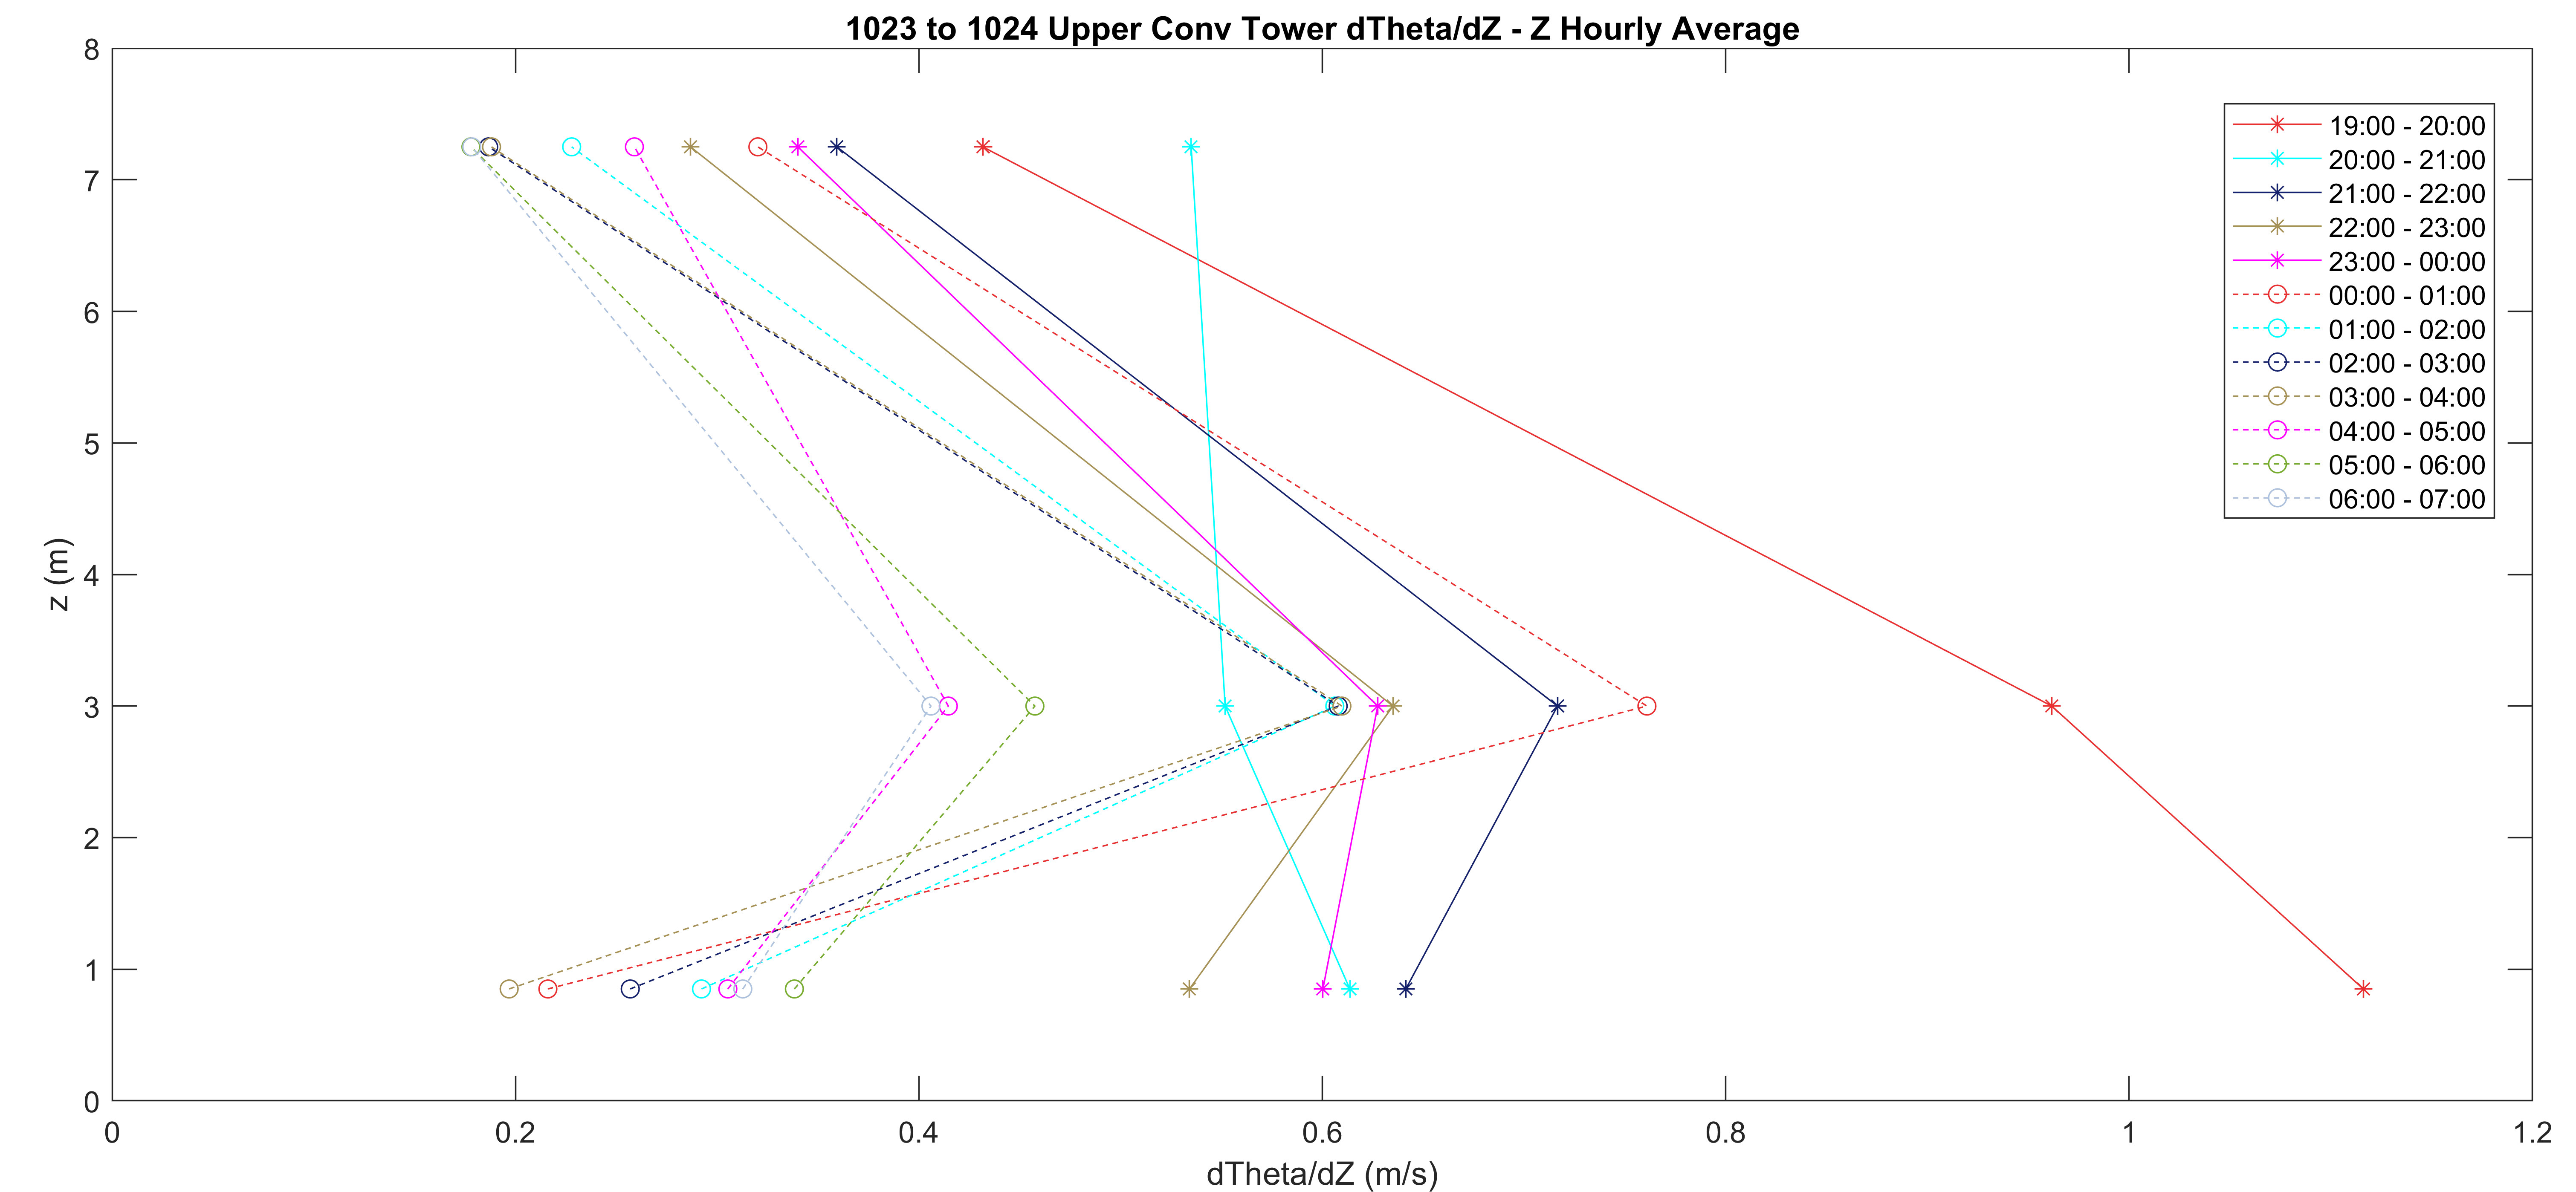 1023 to 1024 Upper Conv Tower dTheta/dZ - Z Hourly Average
8
7
6
5
4
3
2
1
0
z (m)
19:00 - 20:00
20:00 - 21:00
21:00 - 22:00
22:00 - 23:00
23:00 - 00:00
00:00 - 01:00
01:00 - 02:00
02:00 - 03:00
03:00 - 04:00
04:00 - 05:00
05:00 - 06:00
06:00 - 07:00
0 0.2 0.4 0.6 0.8 1 1.2
dTheta/dZ (m/s)